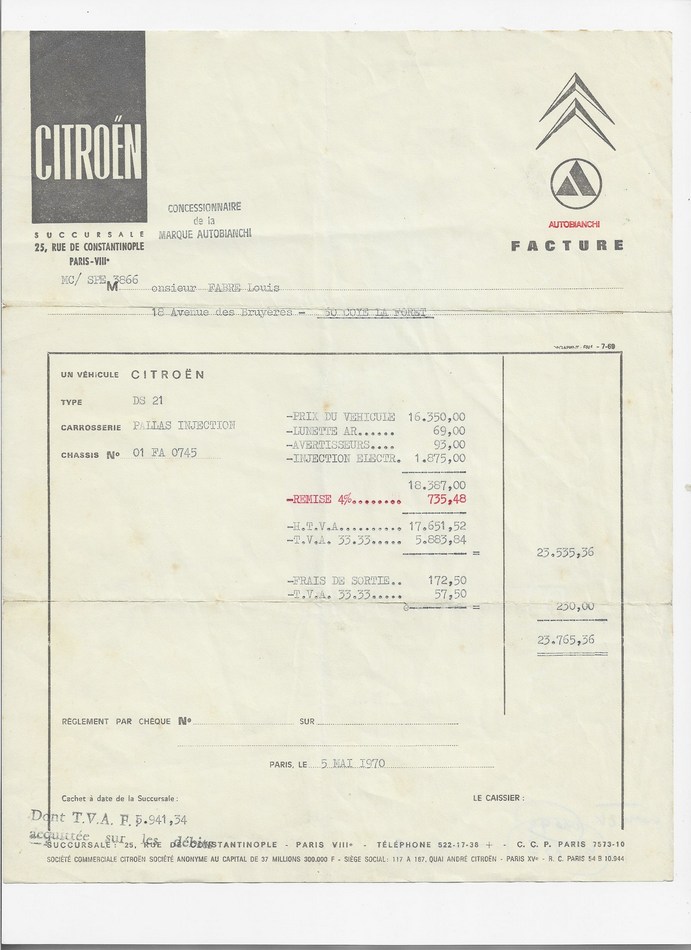 CITROËN
SUCCURSALE
25, RUE DE CONSTANTINOPLE
PARIS-VIIIe
CONCESSIONNAIRE
de la
MARQUE AUTOBIANCHI
AUTOBIANCHI
FACTURE
MC/ SPE 3866
Monsieur FABRE Louis
18 Avenue des Bruyères - 60 COYE LA FORET
- 7-69
UN VÉHICULE CITROËN
TYPE DS 21
CARROSSERIE PALLAS INJECTION
CHASSIS No 01 FA 0745
-PRIX DU VEHICULE 16.350,00
-LUNETTE AR...... 69,00
-AVERTISSEURS.... 93,00
-INJECTION ELECTR. 1.875,00
18.387,00
-REMISE 4%........ 735,48
-H.T.V.A.......... 17.651,52
-T.V.A. 33.33..... 5.883,84
= 23.535,36
-FRAIS DE SORTIE.. 172,50
-T.V.A. 33.33..... 57,50
= 230,00
23.765,36
RÈGLEMENT PAR CHÈQUE No SUR
PARIS, LE 5 MAI 1970
Cachet à date de la Succursale : LE CAISSIER :
Dont T.V.A. F. 5.941,34
acquittée sur les débits
SUCCURSALE : 25, RUE DE CONSTANTINOPLE - PARIS VIIIe - TÉLÉPHONE 522-17-38 + - C. C. P. PARIS 7573-10
SOCIÉTÉ COMMERCIALE CITROËN SOCIÉTÉ ANONYME AU CAPITAL DE 37 MILLIONS 300.000 F - SIÈGE SOCIAL : 117 A 167, QUAI ANDRÉ CITROËN - PARIS XVe - R. C. PARIS 54 B 10.944